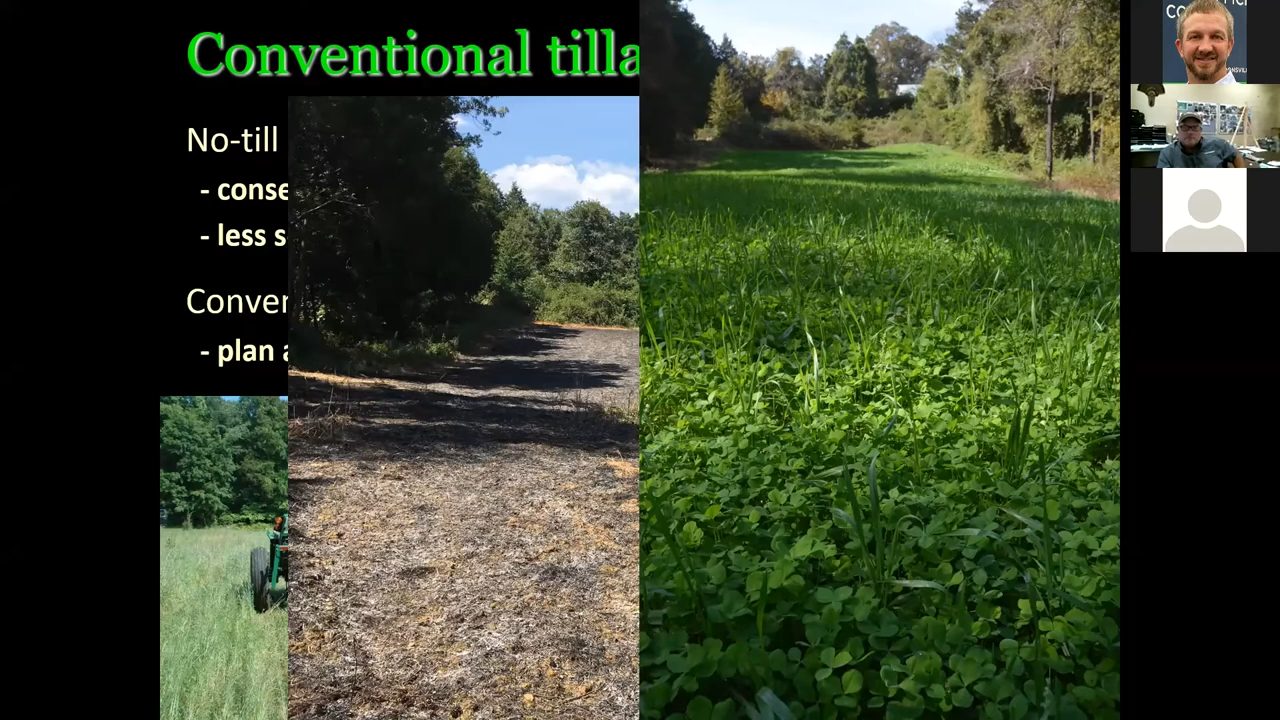 Conventional tilla
No-till
- conse
- less s
Conver
- plan a